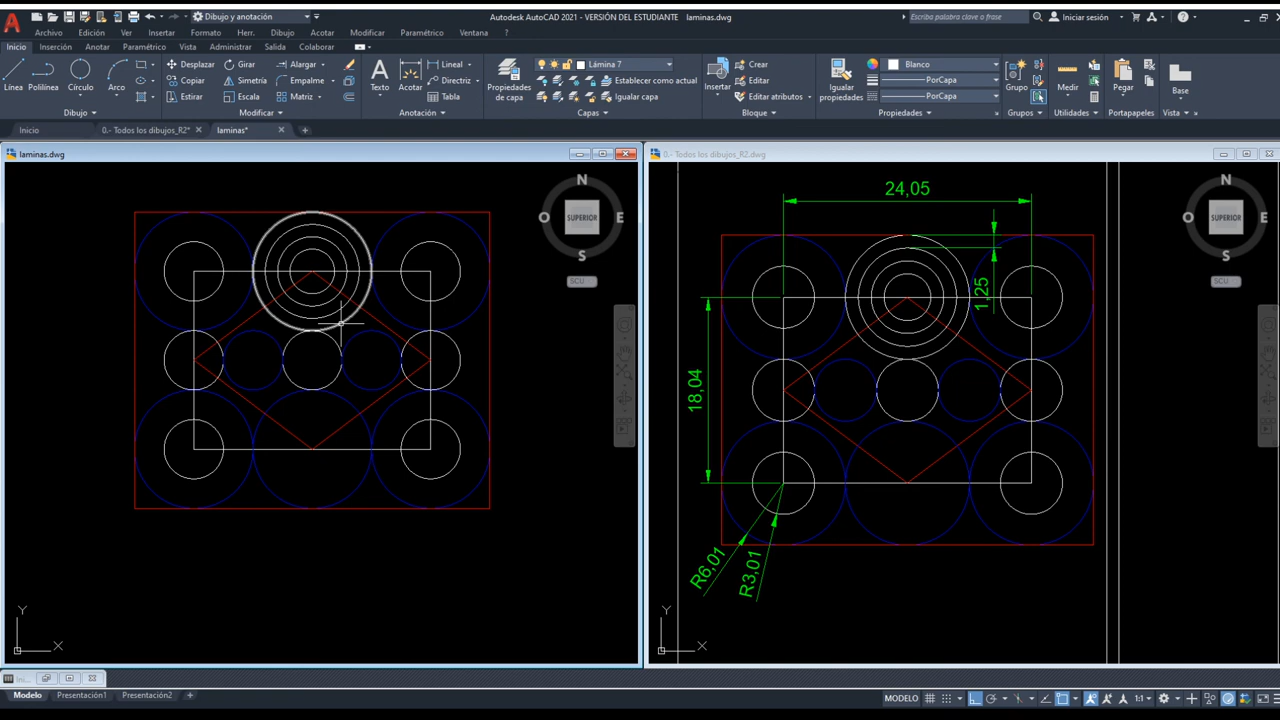 Dibujo y anotación
Autodesk AutoCAD 2021 - VERSIÓN DEL ESTUDIANTE laminas.dwg
Escriba palabra clave o frase
Iniciar sesión
Archivo Edición Ver Insertar Formato Herr. Dibujo Acotar Modificar Paramétrico Ventana ?
Inicio Inserción Anotar Paramétrico Vista Administrar Salida Colaborar
Línea Polilínea Círculo Arco
Desplazar Girar Alargar
Copiar Simetría Empalme
Estirar Escala Matriz
Texto Acotar
Lineal
Directriz
Tabla
Propiedades de capa
Lámina 7
Establecer como actual
Igualar capa
Insertar
Crear
Editar
Editar atributos
Igualar propiedades
Blanco
PorCapa
PorCapa
Grupo
Medir
Pegar
Base
Dibujo Modificar Anotación Capas Bloque Propiedades Grupos Utilidades Portapapeles Vista
Inicio 0.- Todos los dibujos_R2* laminas*
laminas.dwg
0.- Todos los dibujos_R2.dwg
N
O SUPERIOR E
S
SCU
Y
X
24,05
1,25
18,04
R6,01
R3,01
N
O SUPERIOR E
S
SCU
Y
X
Ini...
Modelo Presentación1 Presentación2
MODELO
1:1